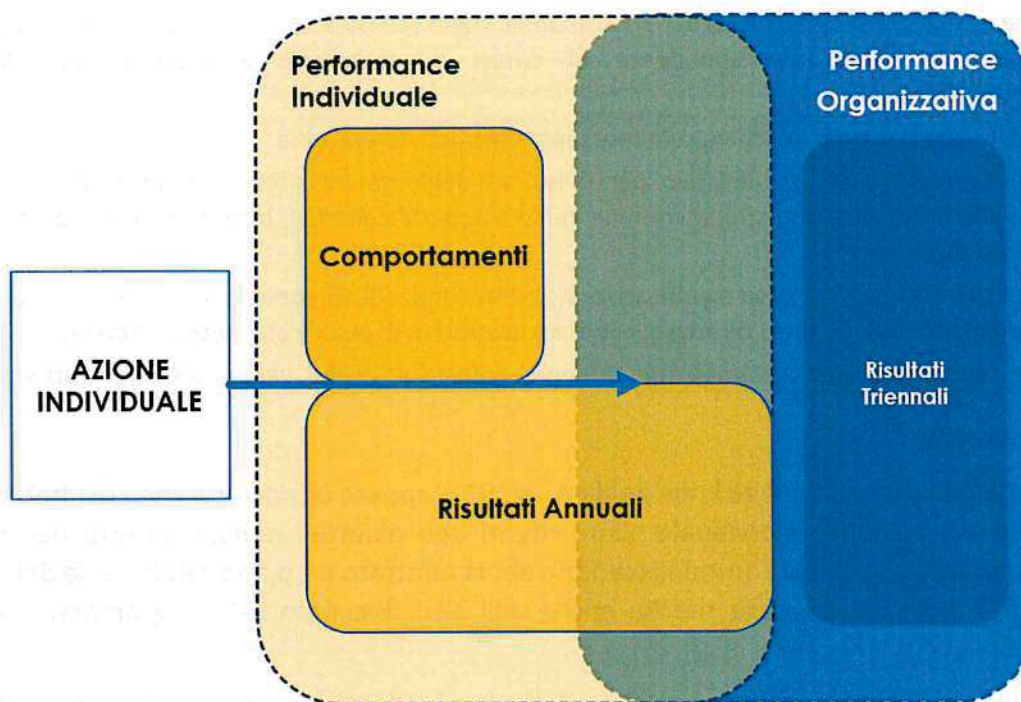 Performance
Individuale
Performance
Organizzativa
Comportamenti
AZIONE
INDIVIDUALE
Risultati
Triennali
Risultati Annuali